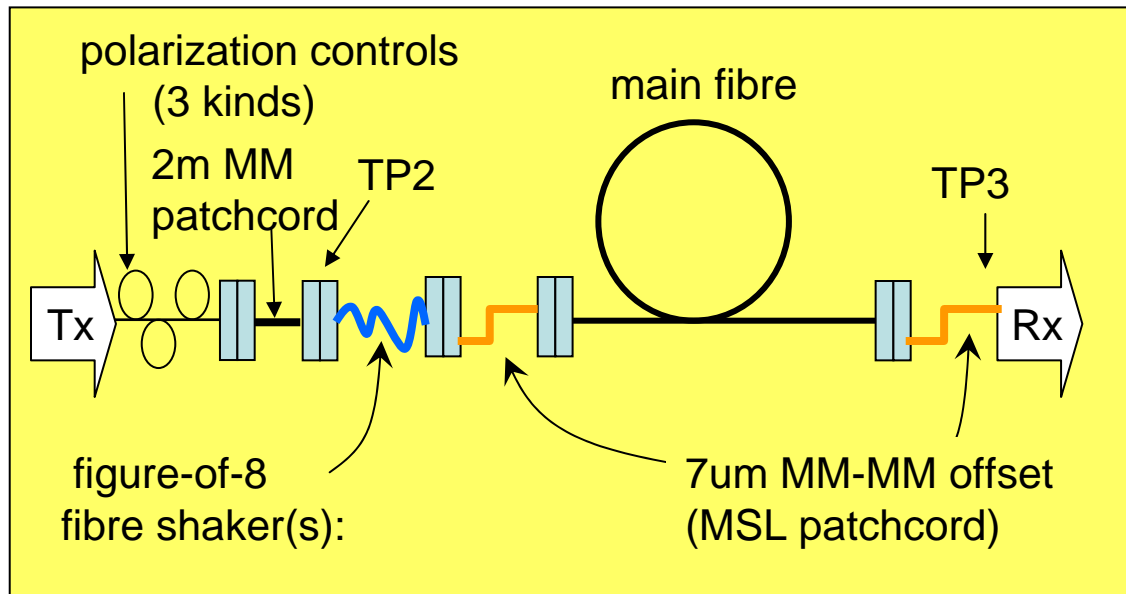 polarization controls
(3 kinds)
2m MM
patchcord
TP2
main fibre
TP3
Tx
Rx
figure-of-8
fibre shaker(s):
7um MM-MM offset
(MSL patchcord)